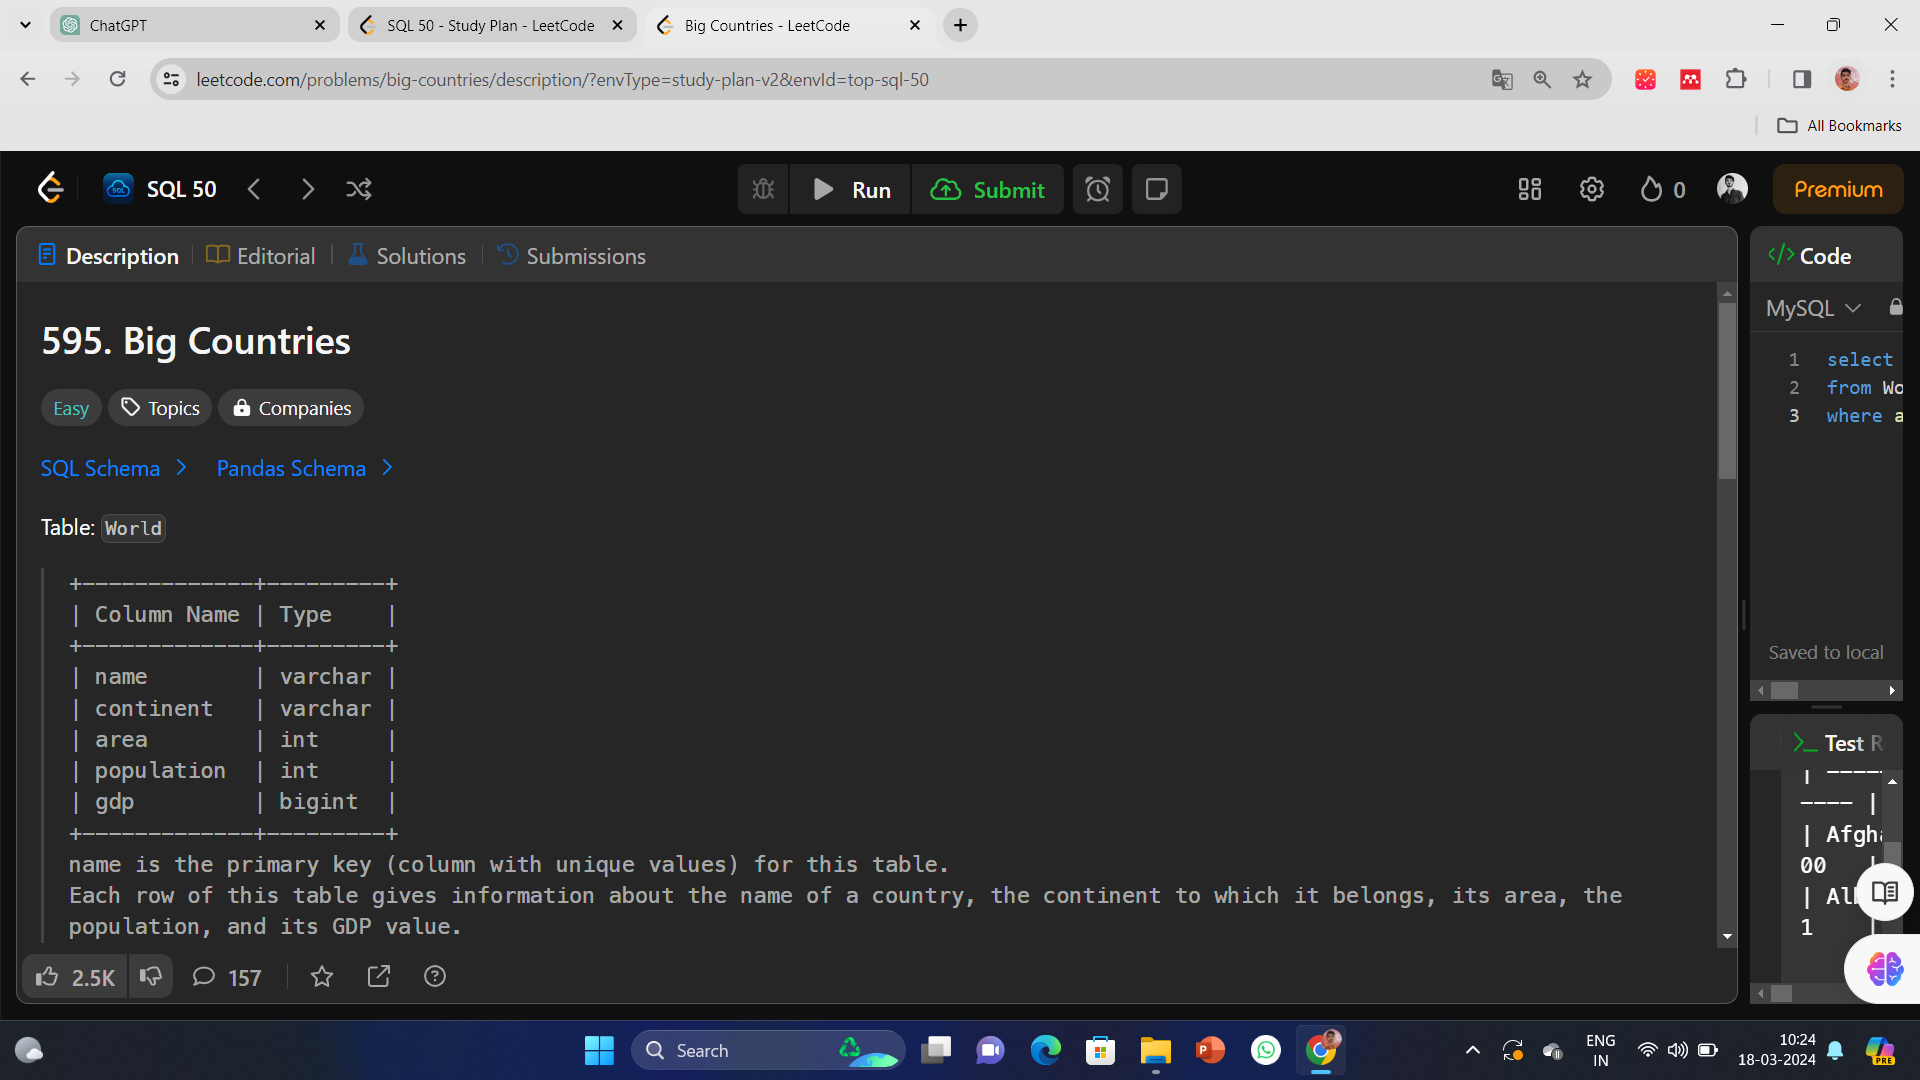 ChatGPT
SQL 50 - Study Plan - LeetCode
Big Countries - LeetCode
leetcode.com/problems/big-countries/description/?envType=study-plan-v2&envId=top-sql-50
All Bookmarks
SQL 50
Run
Submit
0
Premium
Description
Editorial
Solutions
Submissions
595. Big Countries
Easy
Topics
Companies
SQL Schema
Pandas Schema
Table: World
+-------------+---------+
| Column Name | Type    |
+-------------+---------+
| name        | varchar |
| continent   | varchar |
| area        | int     |
| population  | int     |
| gdp         | bigint  |
+-------------+---------+
name is the primary key (column with unique values) for this table.
Each row of this table gives information about the name of a country, the continent to which it belongs, its area, the
population, and its GDP value.
2.5K
157
</> Code
MySQL
1 select
2 from Wo
3 where a
Saved to local
>_ Test R
| ----
---- |
| Afgh
00 |
| Al
1 |
Search
ENG
IN
10:24
18-03-2024
PRE